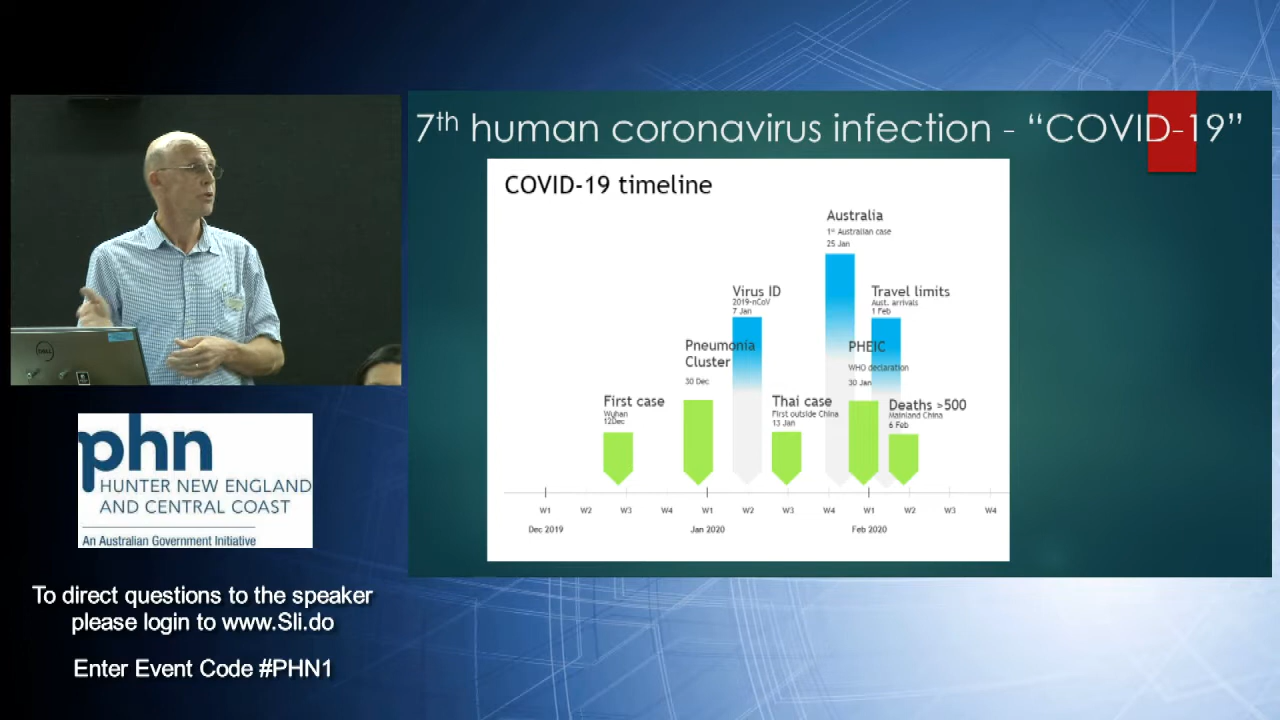 7th human coronavirus infection - “COVID-19”
COVID-19 timeline
Australia
1st Australian case
25 Jan
Virus ID
2019-nCoV
7 Jan
Travel limits
Aust. arrivals
1 Feb
Pneumonia
Cluster
30 Dec
PHEIC
WHO declaration
30 Jan
First case
Wuhan
12Dec
Thai case
First outside China
13 Jan
Deaths >500
Mainland China
6 Feb
W1 W2 W3 W4 W1 W2 W3 W4 W1 W2 W3 W4
Dec 2019 Jan 2020 Feb 2020
DELL
phn
HUNTER NEW ENGLAND
AND CENTRAL COAST
An Australian Government Initiative
To direct questions to the speaker
please login to www.Sli.do
Enter Event Code #PHN1